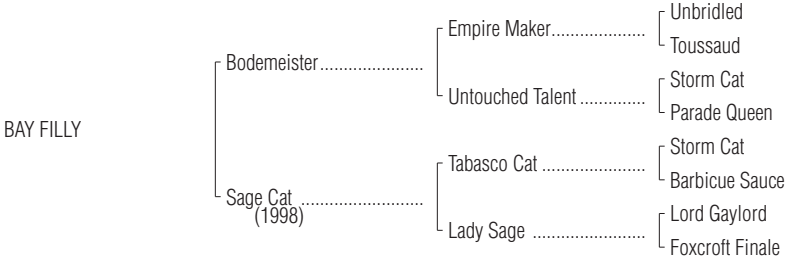 Unbridled
Empire Maker....................
Toussaud
Bodemeister......................
Storm Cat
Untouched Talent ..............
Parade Queen
BAY FILLY
Storm Cat
Tabasco Cat ......................
Barbicue Sauce
Sage Cat ..........................
(1998)
Lord Gaylord
Lady Sage ........................
Foxcroft Finale